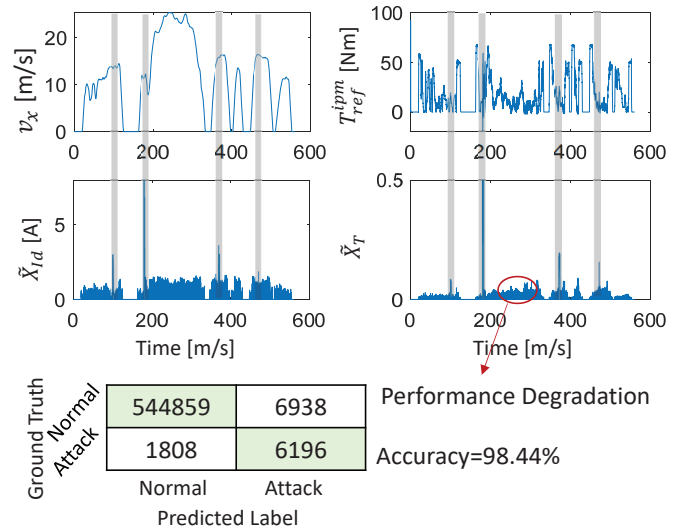 20
10
0
v_x [m/s]
0 200 400 600
100
50
0
T_ref^ipm [Nm]
0 200 400 600
5
0
X̃_Id [A]
0 200 400 600
Time [m/s]
0.5
0
X̃_T
0 200 400 600
Time [m/s]
Ground Truth
Normal
Attack
544859 6938
1808 6196
Normal Attack
Predicted Label
Performance Degradation
Accuracy=98.44%